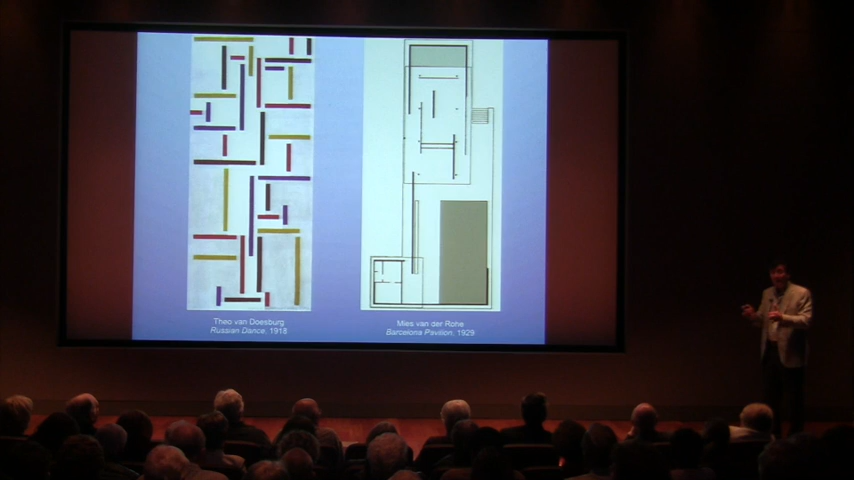 Theo van Doesburg
Russian Dance, 1918
Mies van der Rohe
Barcelona Pavilion, 1929